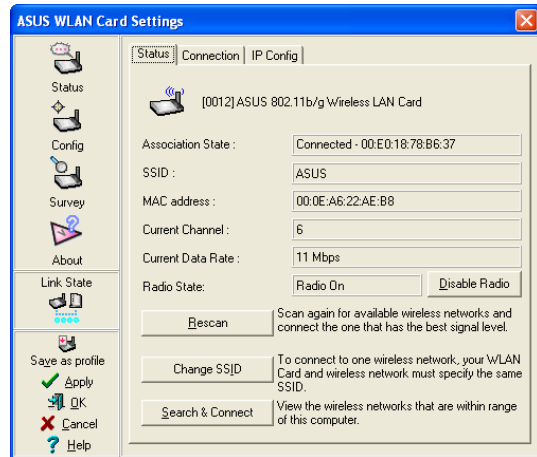 ASUS WLAN Card Settings
Status
Config
Survey
About
Link State
Save as profile
Apply
OK
Cancel
Help
Status
Connection
IP Config
[0012] ASUS 802.11b/g Wireless LAN Card
Association State :
Connected - 00:E0:18:78:B6:37
SSID :
ASUS
MAC address :
00:0E:A6:22:AE:B8
Current Channel :
6
Current Data Rate :
11 Mbps
Radio State:
Radio On
Disable Radio
Rescan
Scan again for available wireless networks and
connect the one that has the best signal level.
Change SSID
To connect to one wireless network, your WLAN
Card and wireless network must specify the same
SSID.
Search & Connect
View the wireless networks that are within range
of this computer.